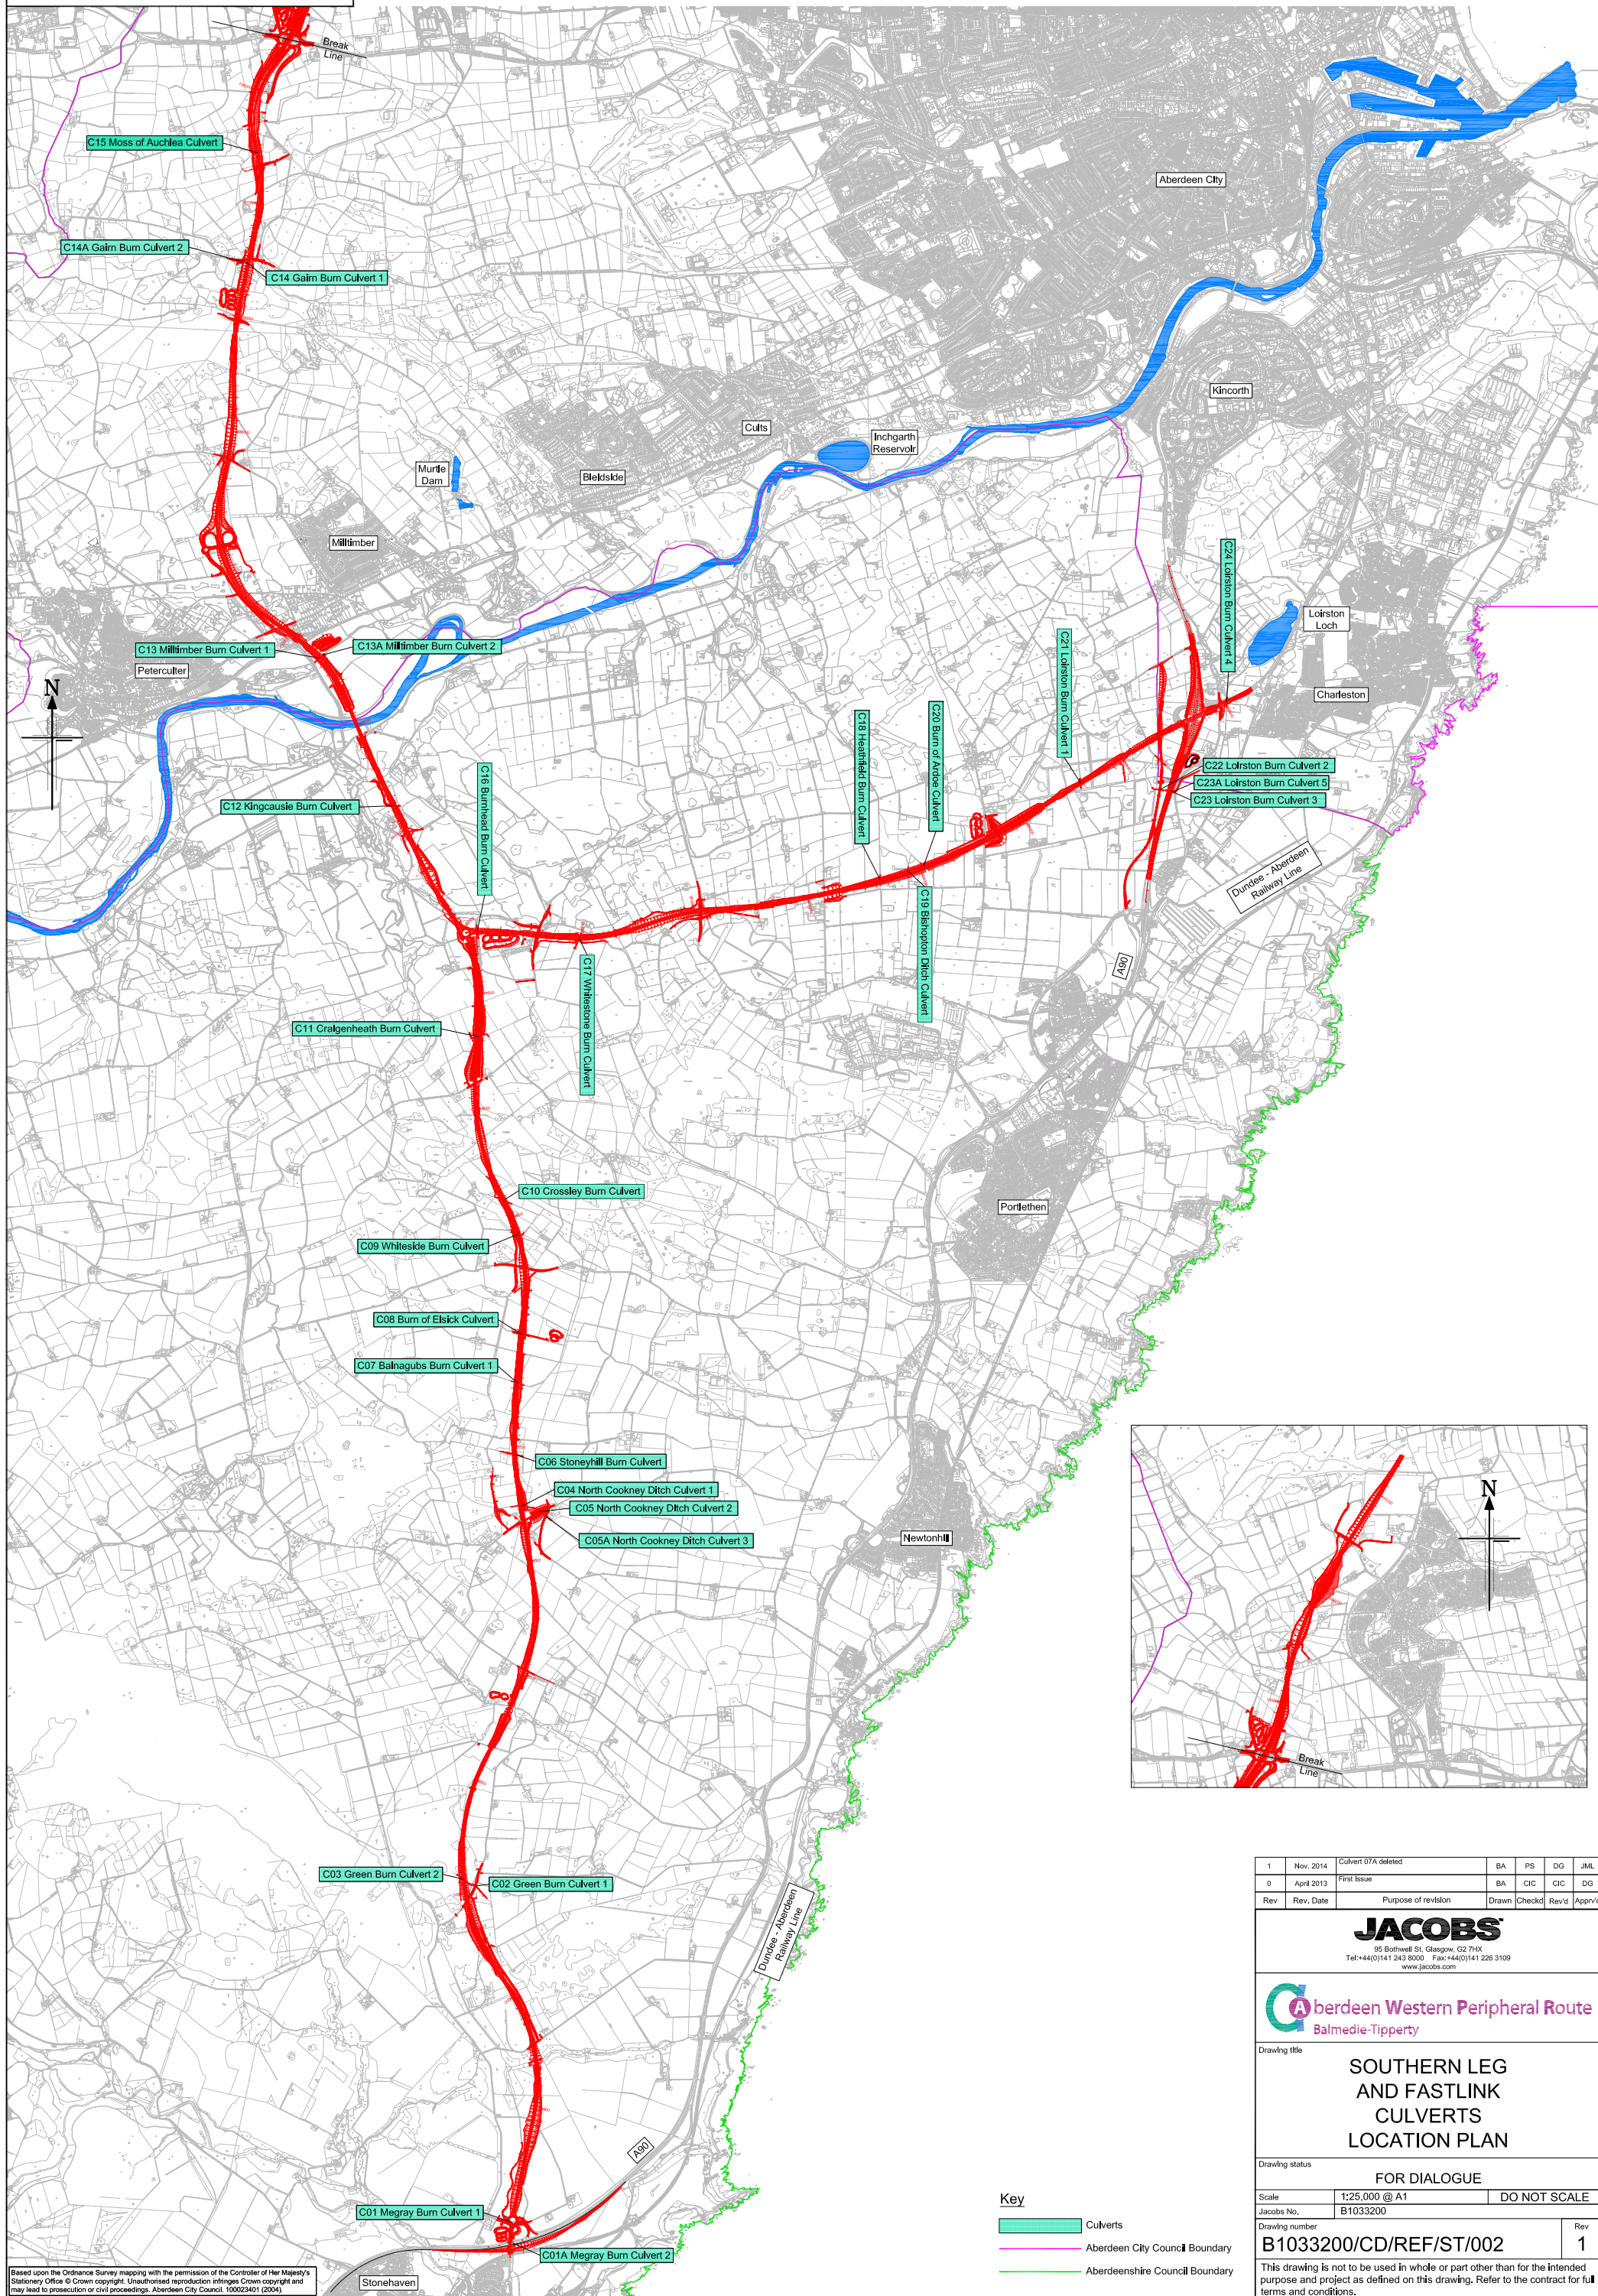 Break
Line
C15 Moss of Auchlea Culvert
Aberdeen City
C14A Gairn Burn Culvert 2
C14 Gairn Burn Culvert 1
Kincorth
Cults
Inchgarth
Reservoir
Murtle
Dam
Bieldside
Milltimber
C24 Loirston Burn Culvert 4
Loirston
Loch
C21 Loirston Burn Culvert 1
C13 Milltimber Burn Culvert 1
C13A Milltimber Burn Culvert 2
Peterculter
N
Charleston
C20 Burn of Ardoe Culvert
C18 Heathfield Burn Culvert
C22 Loirston Burn Culvert 2
C23A Loirston Burn Culvert 5
C23 Loirston Burn Culvert 3
C16 Burnhead Burn Culvert
C12 Kingcausie Burn Culvert
Dundee - Aberdeen
Railway Line
C19 Bishopton Ditch Culvert
A90
C17 Whitestone Burn Culvert
C11 Craigenheath Burn Culvert
C10 Crossley Burn Culvert
Portlethen
C09 Whiteside Burn Culvert
C08 Burn of Elsick Culvert
C07 Balnagubs Burn Culvert 1
C06 Stoneyhill Burn Culvert
C04 North Cookney Ditch Culvert 1
C05 North Cookney Ditch Culvert 2
C05A North Cookney Ditch Culvert 3
Newtonhill
N
Break
Line
C03 Green Burn Culvert 2
C02 Green Burn Culvert 1
Dundee - Aberdeen
Railway Line
A90
C01 Megray Burn Culvert 1
C01A Megray Burn Culvert 2
Stonehaven
Based upon the Ordnance Survey mapping with the permission of the Controller of Her Majesty's
Stationery Office © Crown copyright. Unauthorised reproduction infringes Crown copyright and
may lead to prosecution or civil proceedings. Aberdeen City Council. 100023401 (2004).
Key
Culverts
Aberdeen City Council Boundary
Aberdeenshire Council Boundary
1 Nov. 2014 Culvert 07A deleted BA PS DG JML
0 April 2013 First Issue BA CIC CIC DG
Rev Rev. Date Purpose of revision Drawn Checkd Rev'd Apprv'd
JACOBS
95 Bothwell St, Glasgow, G2 7HX
Tel:+44(0)141 243 8000 Fax:+44(0)141 226 3109
www.jacobs.com
Aberdeen Western Peripheral Route
Balmedie-Tipperty
Drawing title
SOUTHERN LEG
AND FASTLINK
CULVERTS
LOCATION PLAN
Drawing status
FOR DIALOGUE
Scale 1:25,000 @ A1 DO NOT SCALE
Jacobs No. B1033200
Drawing number Rev
B1033200/CD/REF/ST/002 1
This drawing is not to be used in whole or part other than for the intended
purpose and project as defined on this drawing. Refer to the contract for full
terms and conditions.